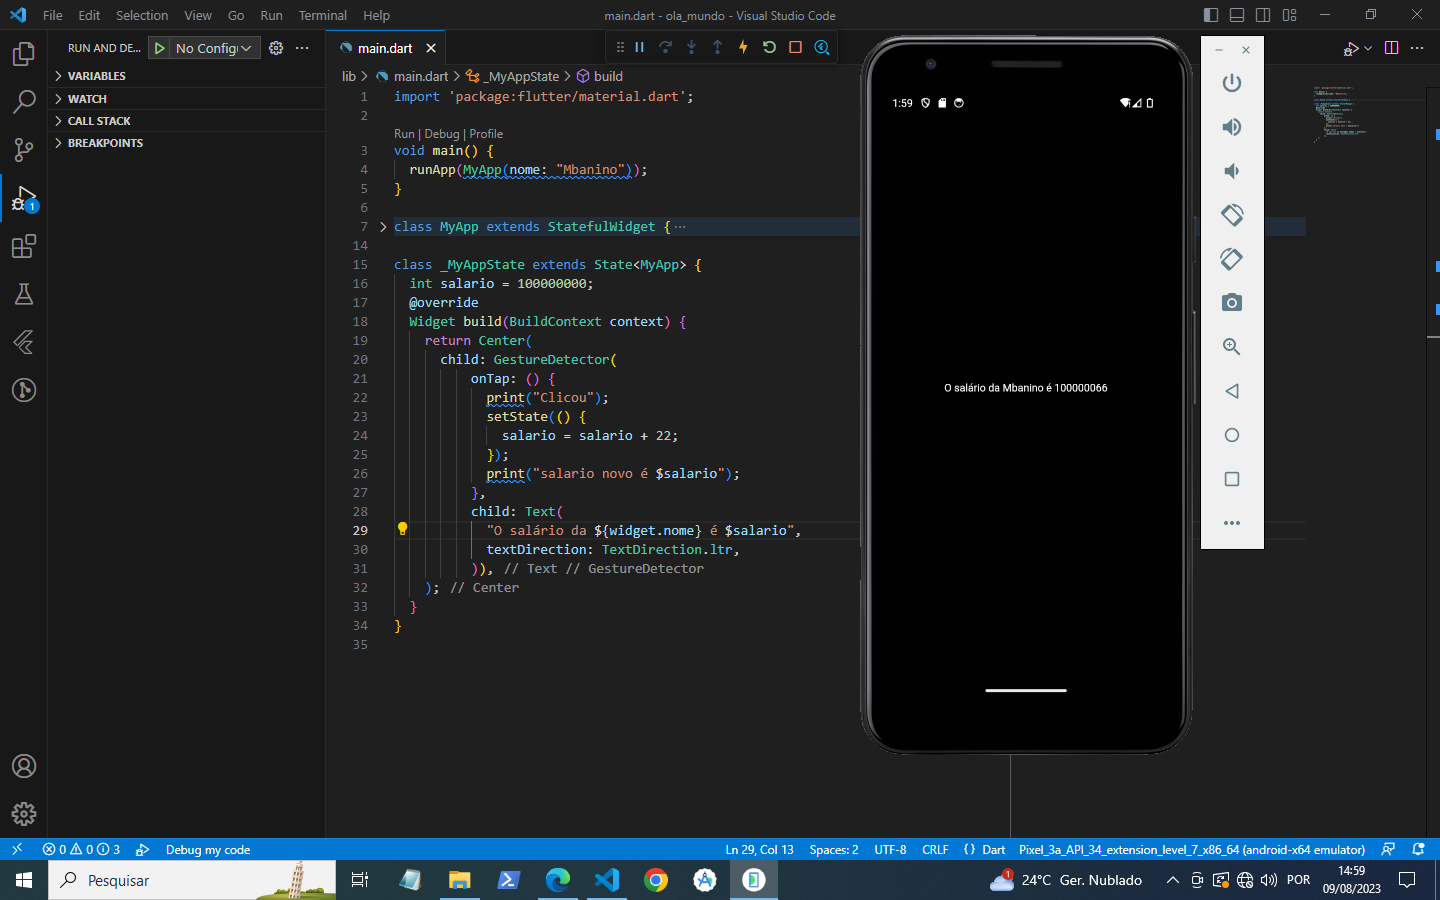 File Edit Selection View Go Run Terminal Help
main.dart - ola_mundo - Visual Studio Code
RUN AND DE... No Config
VARIABLES
WATCH
CALL STACK
BREAKPOINTS
1
main.dart
lib > main.dart > _MyAppState > build
1 import 'package:flutter/material.dart';
2
Run | Debug | Profile
3 void main() {
4 runApp(MyApp(nome: "Mbanino"));
5 }
6
7 class MyApp extends StatefulWidget { ...
14
15 class _MyAppState extends State<MyApp> {
16 int salario = 100000000;
17 @override
18 Widget build(BuildContext context) {
19 return Center(
20 child: GestureDetector(
21 onTap: () {
22 print("Clicou");
23 setState(() {
24 salario = salario + 22;
25 });
26 print("salario novo é $salario");
27 },
28 child: Text(
29 "O salário da ${widget.nome} é $salario",
30 textDirection: TextDirection.ltr,
31 )), // Text // GestureDetector
32 ); // Center
33 }
34 }
35
1:59
O salário da Mbanino é 100000066
0 0 3 Debug my code
Ln 29, Col 13 Spaces: 2 UTF-8 CRLF { } Dart Pixel_3a_API_34_extension_level_7_x86_64 (android-x64 emulator)
Pesquisar
1 24°C Ger. Nublado
POR
14:59
09/08/2023